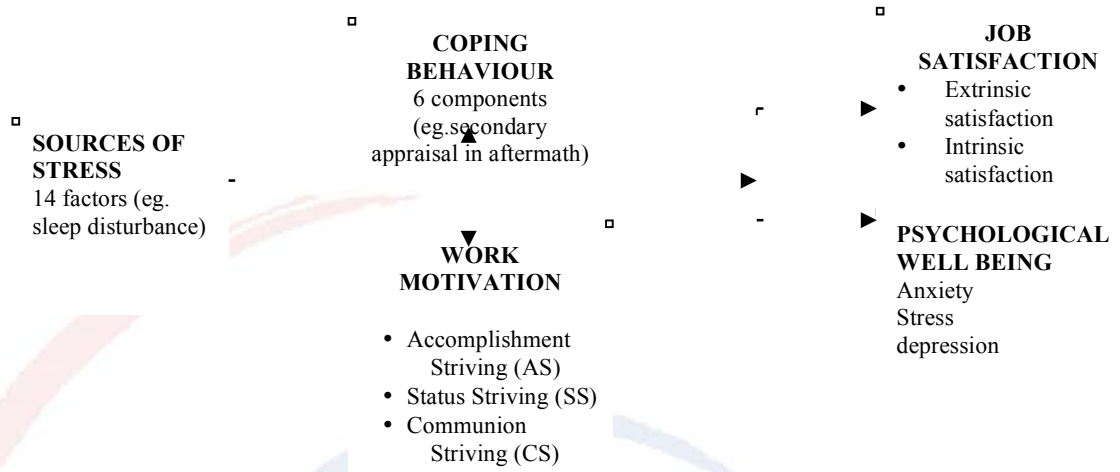 SOURCES OF
STRESS
14 factors (eg.
sleep disturbance)
COPING
BEHAVIOUR
6 components
(eg.secondary
appraisal in aftermath)
WORK
MOTIVATION
• Accomplishment
Striving (AS)
• Status Striving (SS)
• Communion
Striving (CS)
JOB
SATISFACTION
• Extrinsic
satisfaction
• Intrinsic
satisfaction
PSYCHOLOGICAL
WELL BEING
Anxiety
Stress
depression